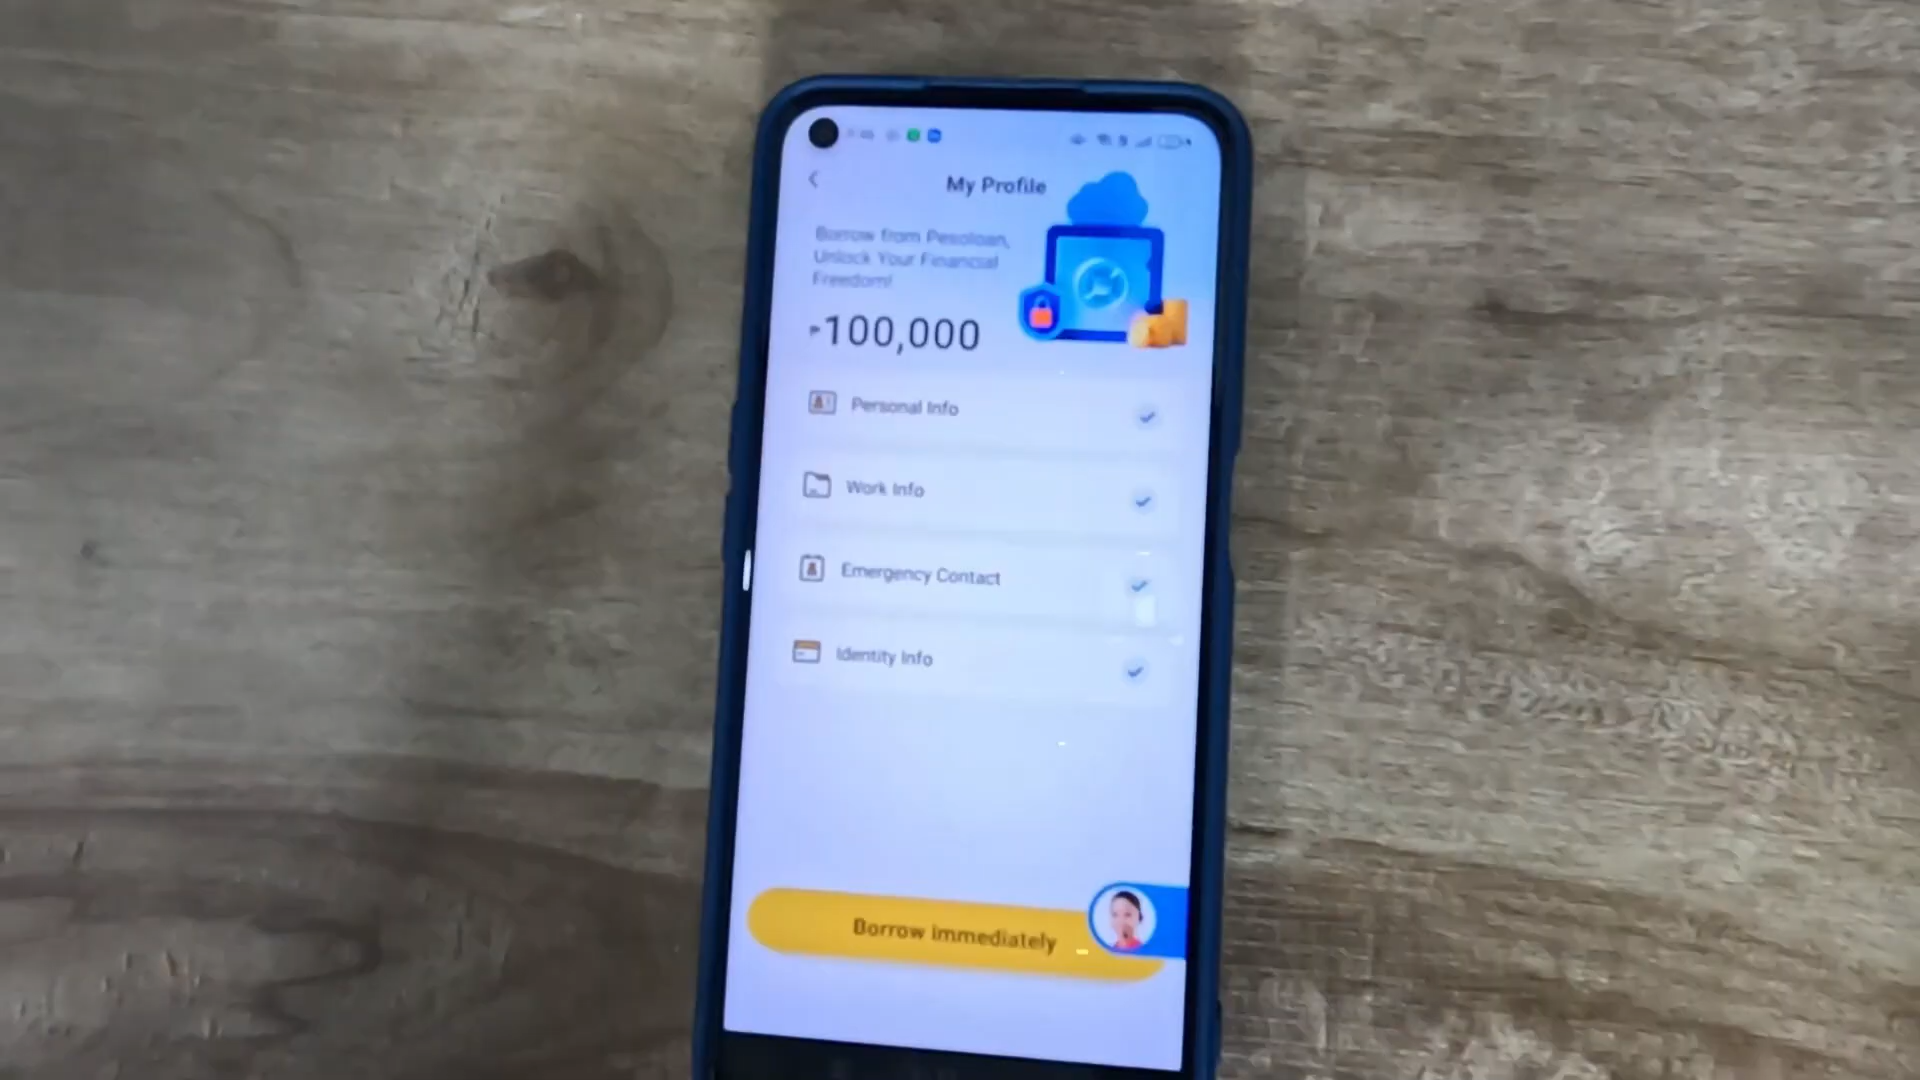 My Profile
Borrow from Pesoloan,
Unlock Your Financial
Freedom!
₱100,000
Personal Info
Work Info
Emergency Contact
Identity Info
Borrow immediately